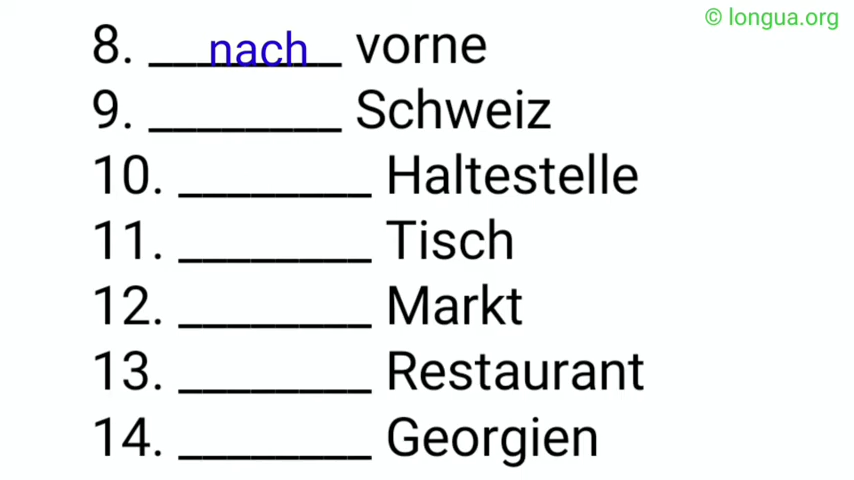 © longua.org
8. ___nach___ vorne
9. ________ Schweiz
10. ________ Haltestelle
11. ________ Tisch
12. ________ Markt
13. ________ Restaurant
14. ________ Georgien